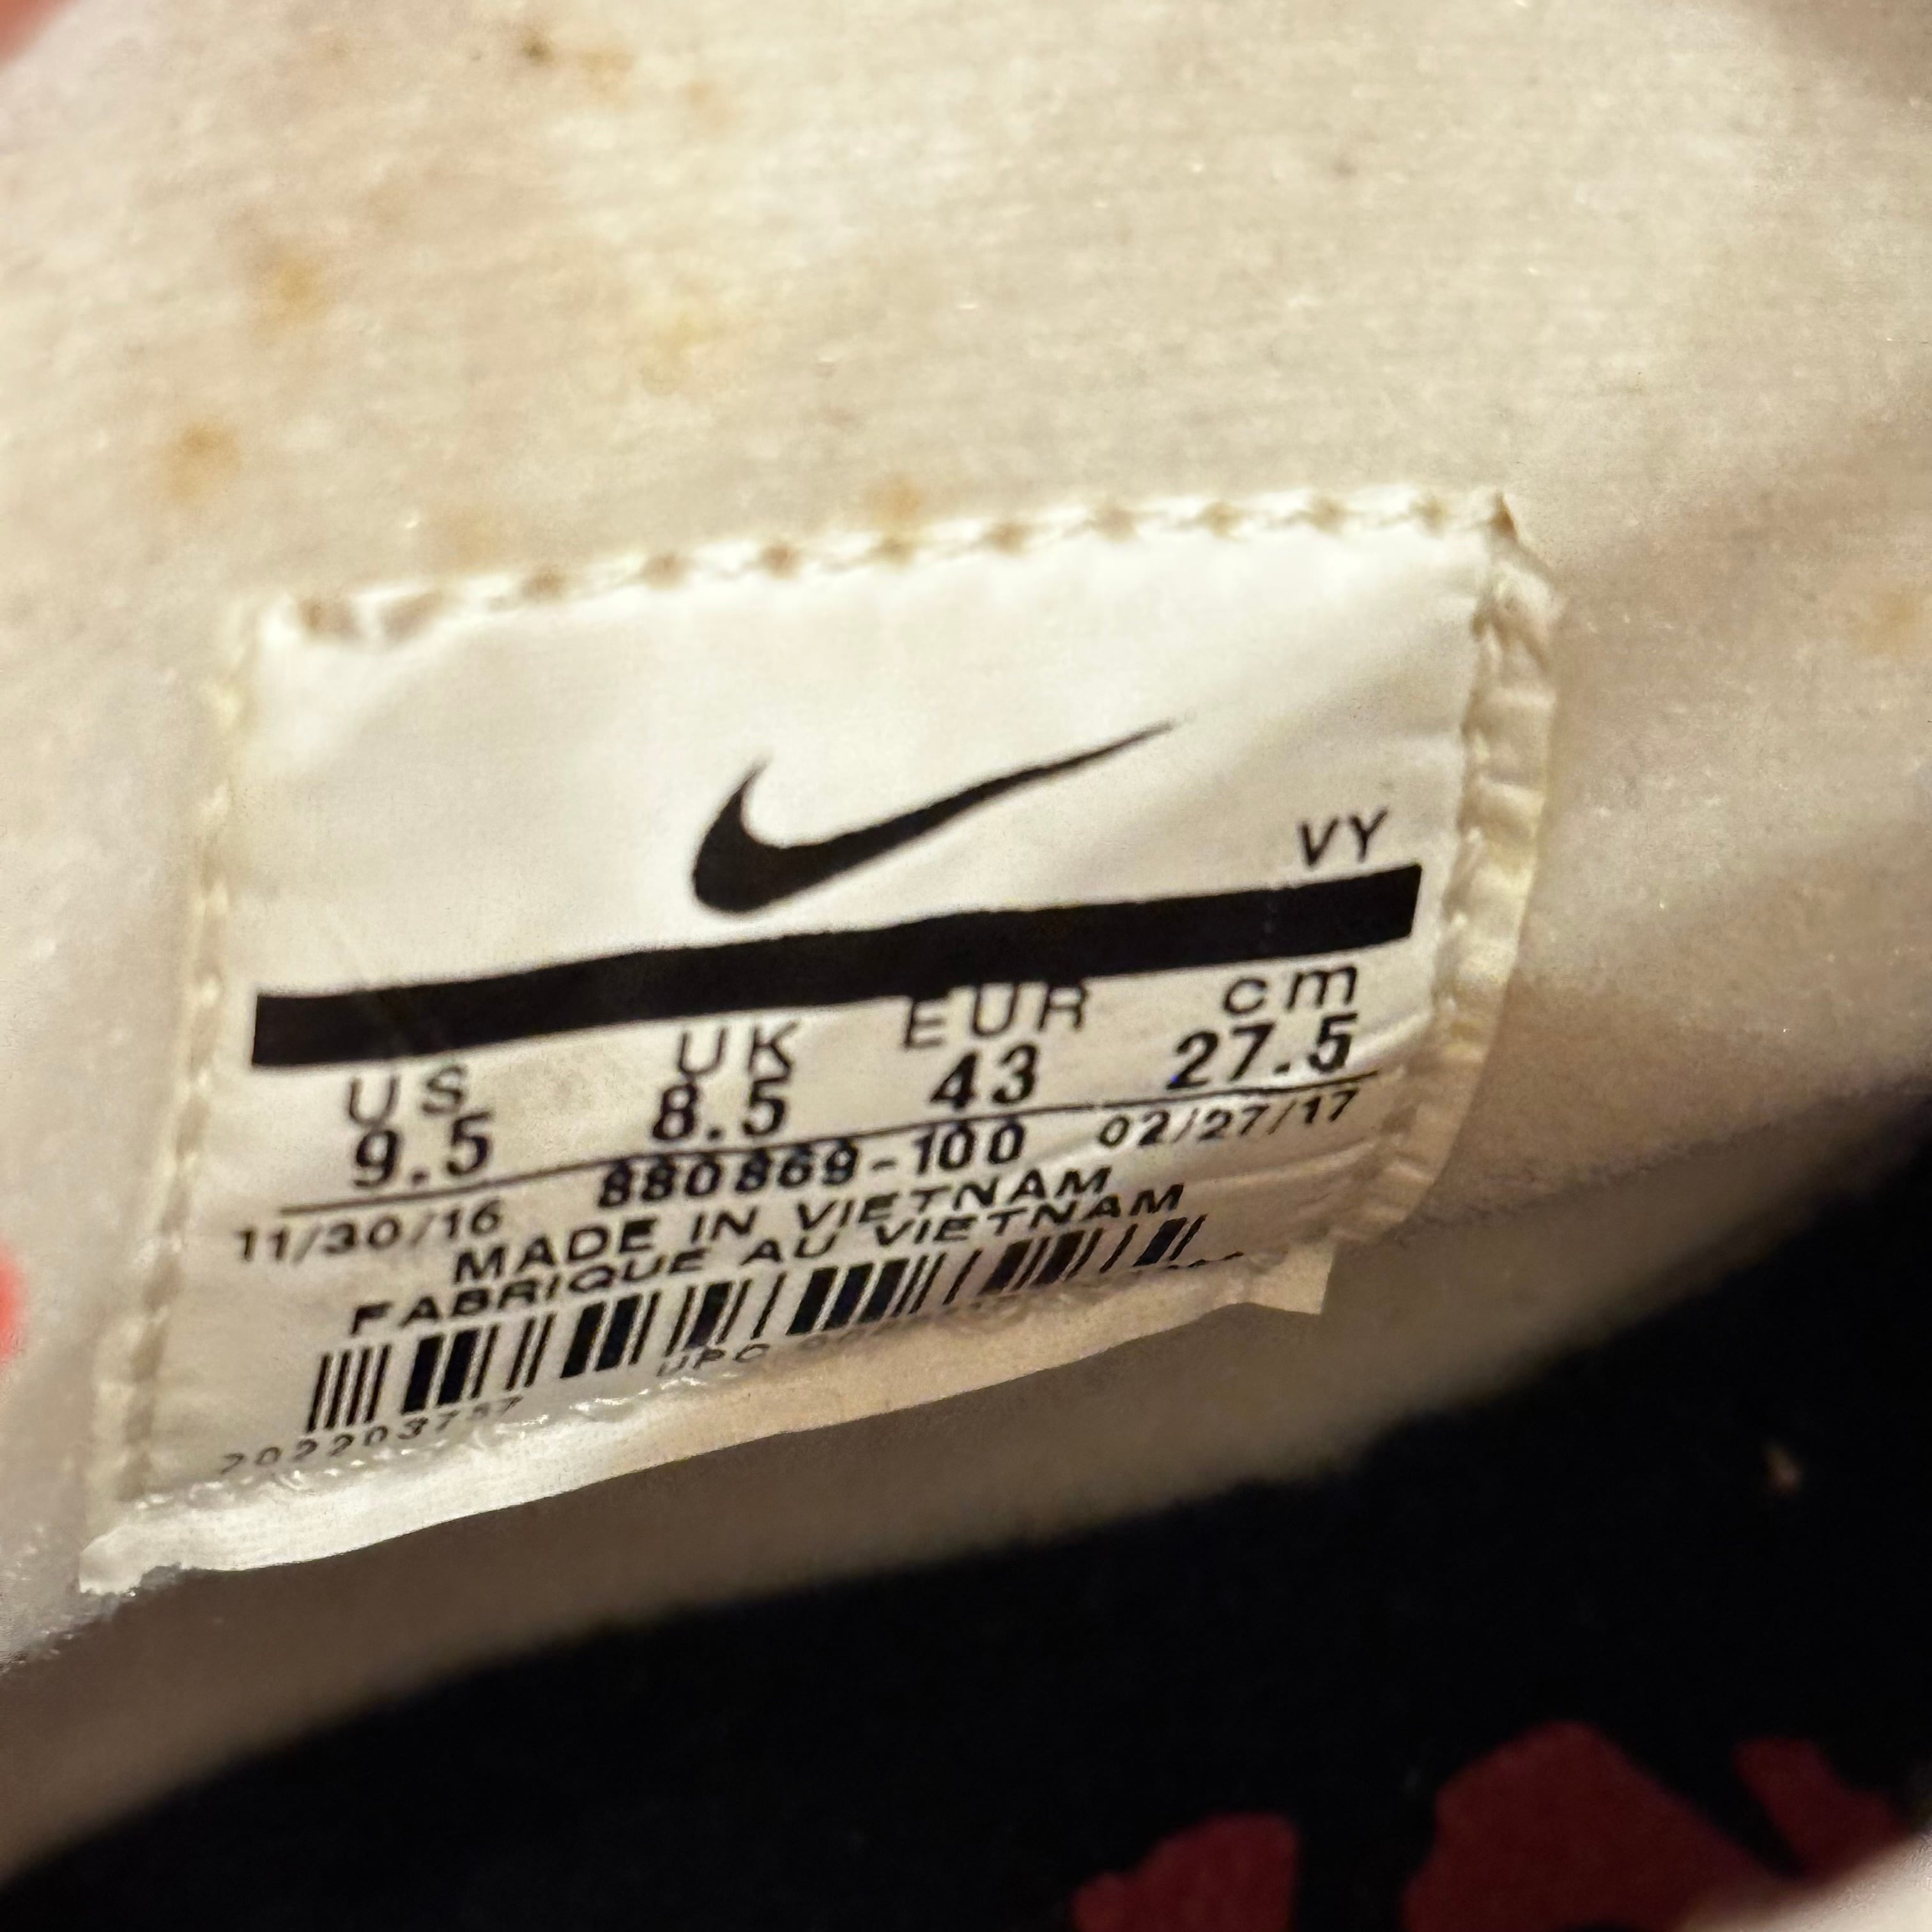 VY
US UK EUR cm
9.5 8.5 43 27.5
11/30/16 880869-100 02/27/17
MADE IN VIETNAM
FABRIQUE AU VIETNAM
UPC